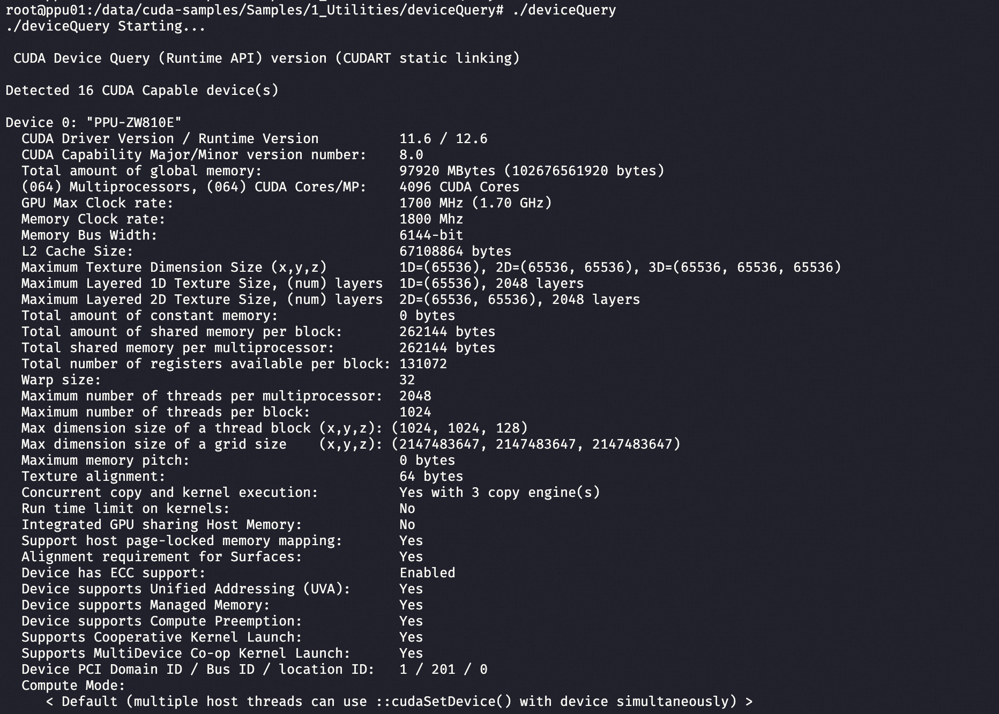 root@ppu01:/data/cuda-samples/Samples/1_Utilities/deviceQuery# ./deviceQuery
./deviceQuery Starting...

 CUDA Device Query (Runtime API) version (CUDART static linking)

Detected 16 CUDA Capable device(s)

Device 0: "PPU-ZW810E"
  CUDA Driver Version / Runtime Version          11.6 / 12.6
  CUDA Capability Major/Minor version number:    8.0
  Total amount of global memory:                 97920 MBytes (102676561920 bytes)
  (064) Multiprocessors, (064) CUDA Cores/MP:    4096 CUDA Cores
  GPU Max Clock rate:                            1700 MHz (1.70 GHz)
  Memory Clock rate:                             1800 Mhz
  Memory Bus Width:                              6144-bit
  L2 Cache Size:                                 67108864 bytes
  Maximum Texture Dimension Size (x,y,z)         1D=(65536), 2D=(65536, 65536), 3D=(65536, 65536, 65536)
  Maximum Layered 1D Texture Size, (num) layers  1D=(65536), 2048 layers
  Maximum Layered 2D Texture Size, (num) layers  2D=(65536, 65536), 2048 layers
  Total amount of constant memory:               0 bytes
  Total amount of shared memory per block:       262144 bytes
  Total shared memory per multiprocessor:        262144 bytes
  Total number of registers available per block: 131072
  Warp size:                                     32
  Maximum number of threads per multiprocessor:  2048
  Maximum number of threads per block:           1024
  Max dimension size of a thread block (x,y,z): (1024, 1024, 128)
  Max dimension size of a grid size    (x,y,z): (2147483647, 2147483647, 2147483647)
  Maximum memory pitch:                          0 bytes
  Texture alignment:                             64 bytes
  Concurrent copy and kernel execution:          Yes with 3 copy engine(s)
  Run time limit on kernels:                     No
  Integrated GPU sharing Host Memory:            No
  Support host page-locked memory mapping:       Yes
  Alignment requirement for Surfaces:            Yes
  Device has ECC support:                        Enabled
  Device supports Unified Addressing (UVA):      Yes
  Device supports Managed Memory:                Yes
  Device supports Compute Preemption:            Yes
  Supports Cooperative Kernel Launch:            Yes
  Supports MultiDevice Co-op Kernel Launch:      Yes
  Device PCI Domain ID / Bus ID / location ID:   1 / 201 / 0
  Compute Mode:
     < Default (multiple host threads can use ::cudaSetDevice() with device simultaneously) >